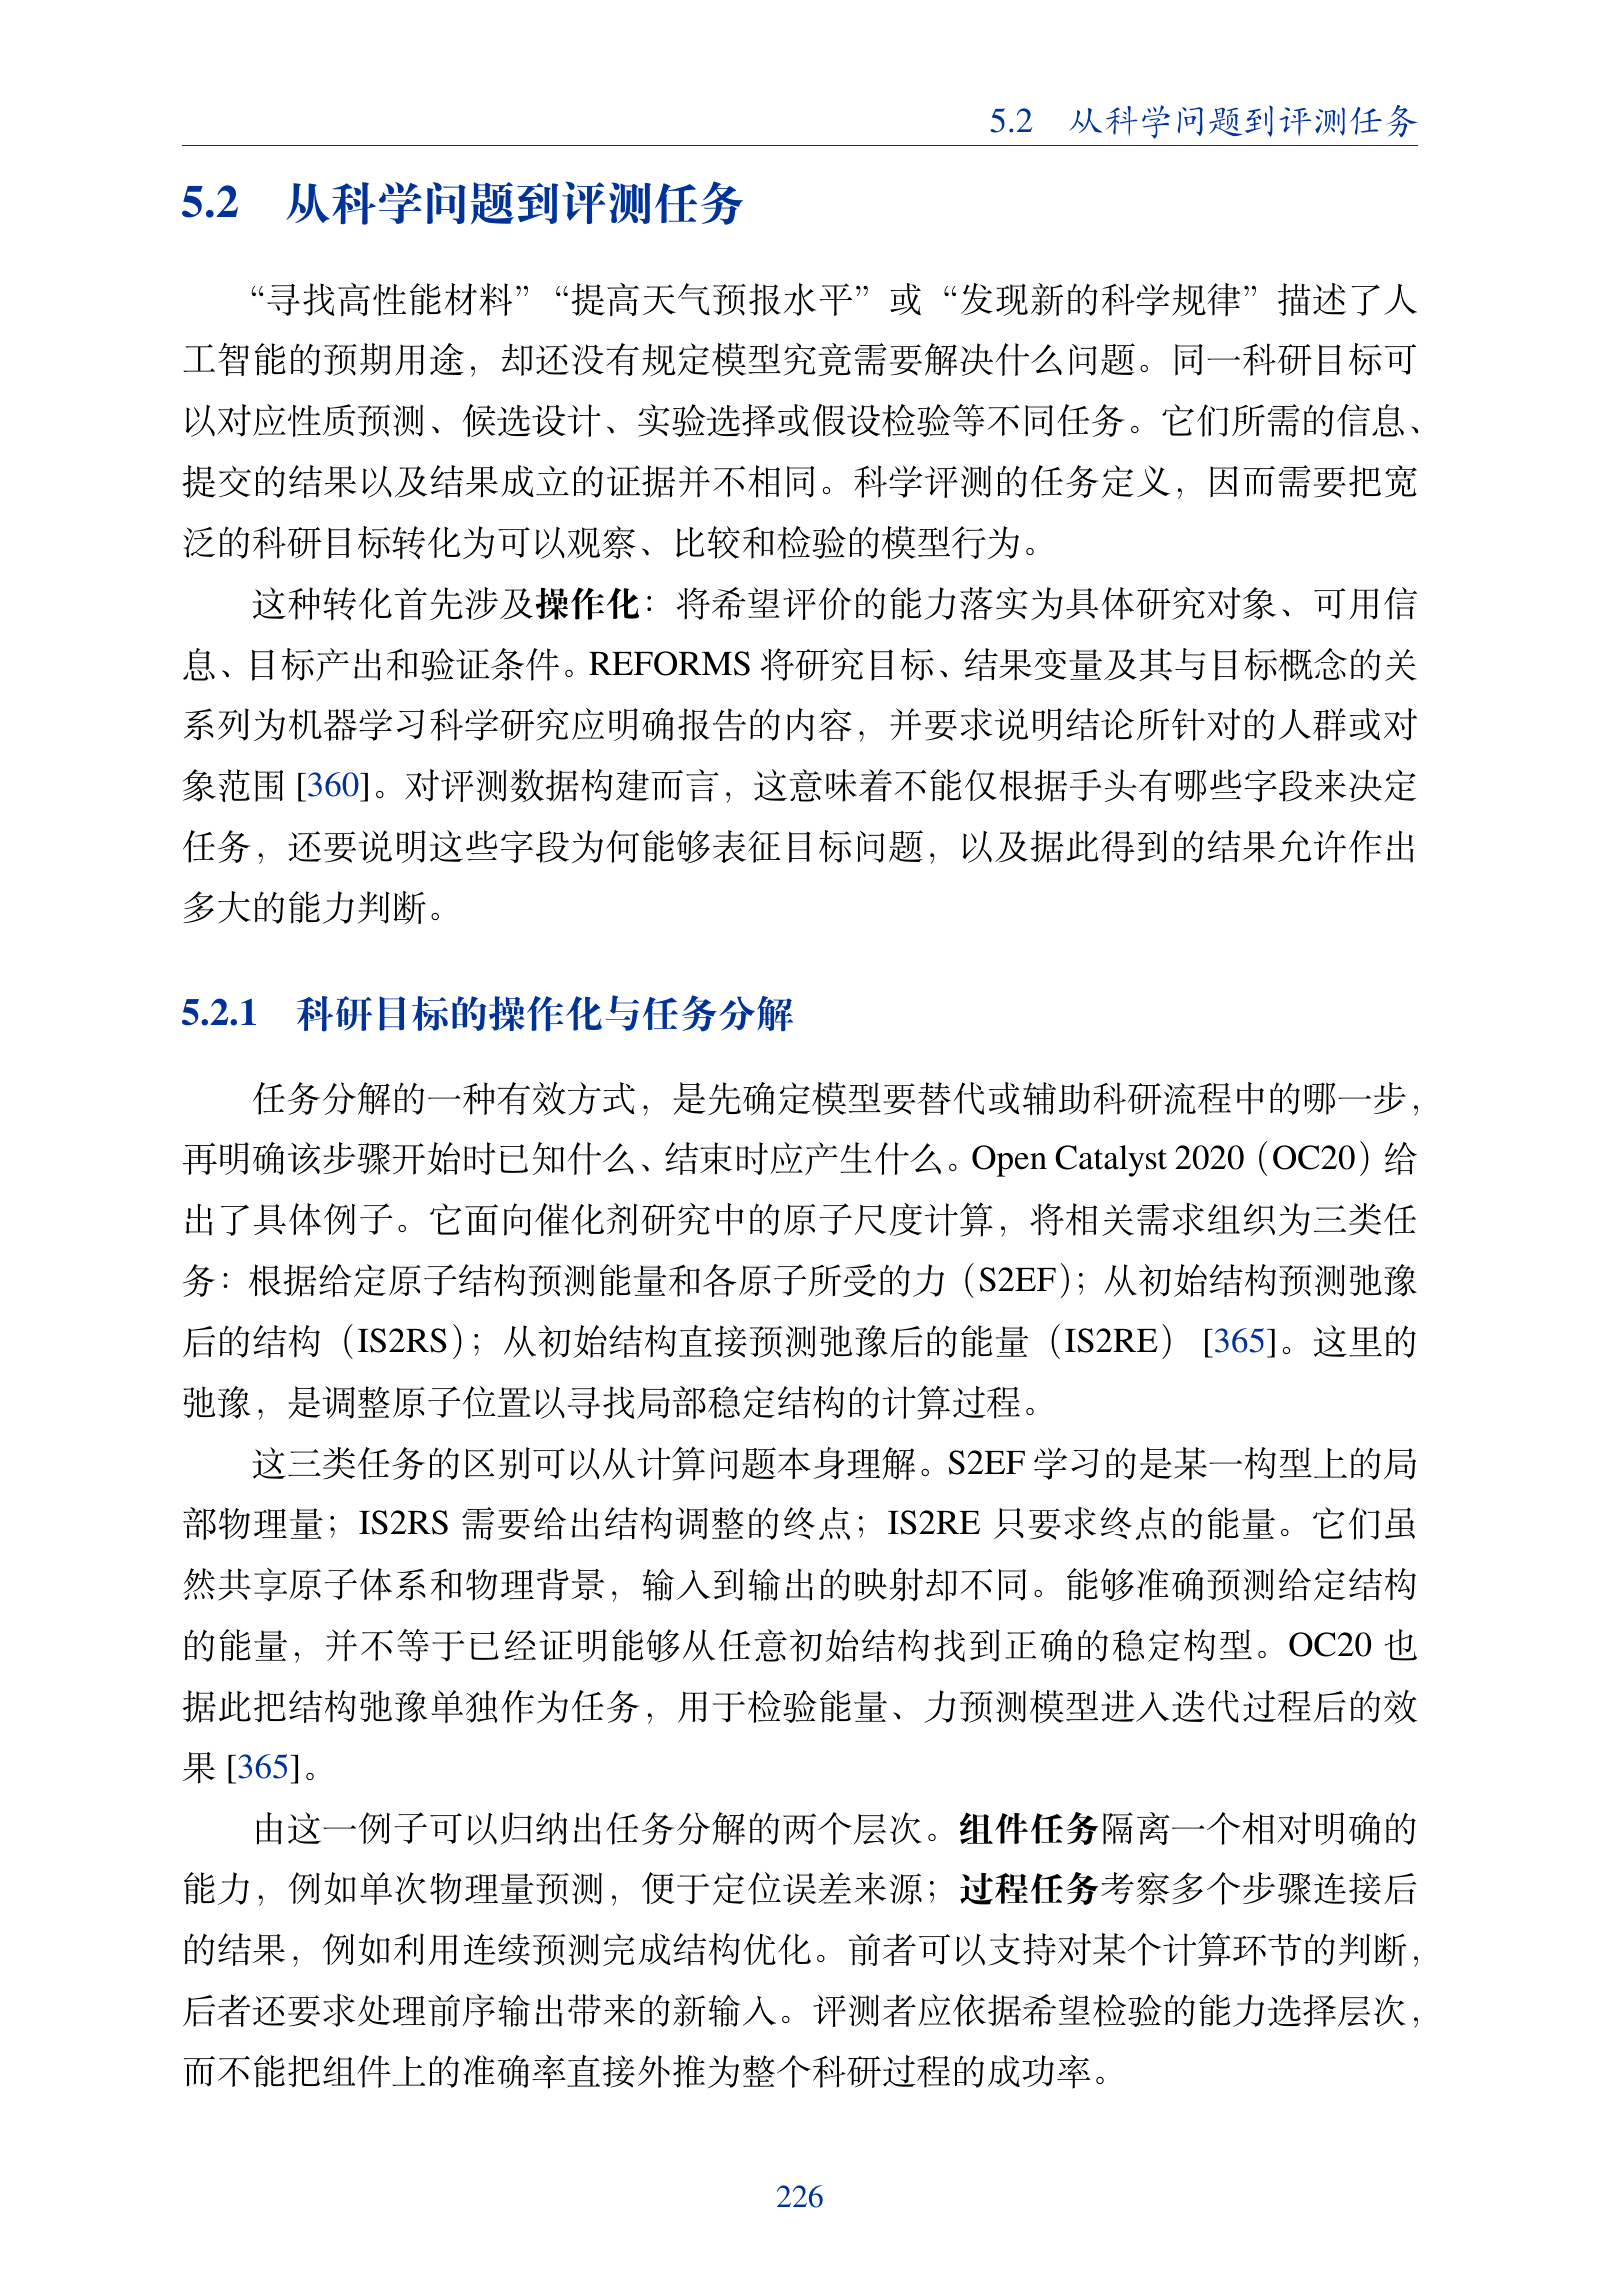 5.2 从科学问题到评测任务
5.2 从科学问题到评测任务
“寻找高性能材料”“提高天气预报水平”或“发现新的科学规律”描述了人
工智能的预期用途，却还没有规定模型究竟需要解决什么问题。同一科研目标可
以对应性质预测、候选设计、实验选择或假设检验等不同任务。它们所需的信息、
提交的结果以及结果成立的证据并不相同。科学评测的任务定义，因而需要把宽
泛的科研目标转化为可以观察、比较和检验的模型行为。
这种转化首先涉及操作化：将希望评价的能力落实为具体研究对象、可用信
息、目标产出和验证条件。REFORMS 将研究目标、结果变量及其与目标概念的关
系列为机器学习科学研究应明确报告的内容，并要求说明结论所针对的人群或对
象范围 [360]。对评测数据构建而言，这意味着不能仅根据手头有哪些字段来决定
任务，还要说明这些字段为何能够表征目标问题，以及据此得到的结果允许作出
多大的能力判断。
5.2.1 科研目标的操作化与任务分解
任务分解的一种有效方式，是先确定模型要替代或辅助科研流程中的哪一步，
再明确该步骤开始时已知什么、结束时应产生什么。Open Catalyst 2020（OC20）给
出了具体例子。它面向催化剂研究中的原子尺度计算，将相关需求组织为三类任
务：根据给定原子结构预测能量和各原子所受的力（S2EF）；从初始结构预测弛豫
后的结构（IS2RS）；从初始结构直接预测弛豫后的能量（IS2RE） [365]。这里的
弛豫，是调整原子位置以寻找局部稳定结构的计算过程。
这三类任务的区别可以从计算问题本身理解。S2EF 学习的是某一构型上的局
部物理量；IS2RS 需要给出结构调整的终点；IS2RE 只要求终点的能量。它们虽
然共享原子体系和物理背景，输入到输出的映射却不同。能够准确预测给定结构
的能量，并不等于已经证明能够从任意初始结构找到正确的稳定构型。OC20 也
据此把结构弛豫单独作为任务，用于检验能量、力预测模型进入迭代过程后的效
果 [365]。
由这一例子可以归纳出任务分解的两个层次。组件任务隔离一个相对明确的
能力，例如单次物理量预测，便于定位误差来源；过程任务考察多个步骤连接后
的结果，例如利用连续预测完成结构优化。前者可以支持对某个计算环节的判断，
后者还要求处理前序输出带来的新输入。评测者应依据希望检验的能力选择层次，
而不能把组件上的准确率直接外推为整个科研过程的成功率。
226